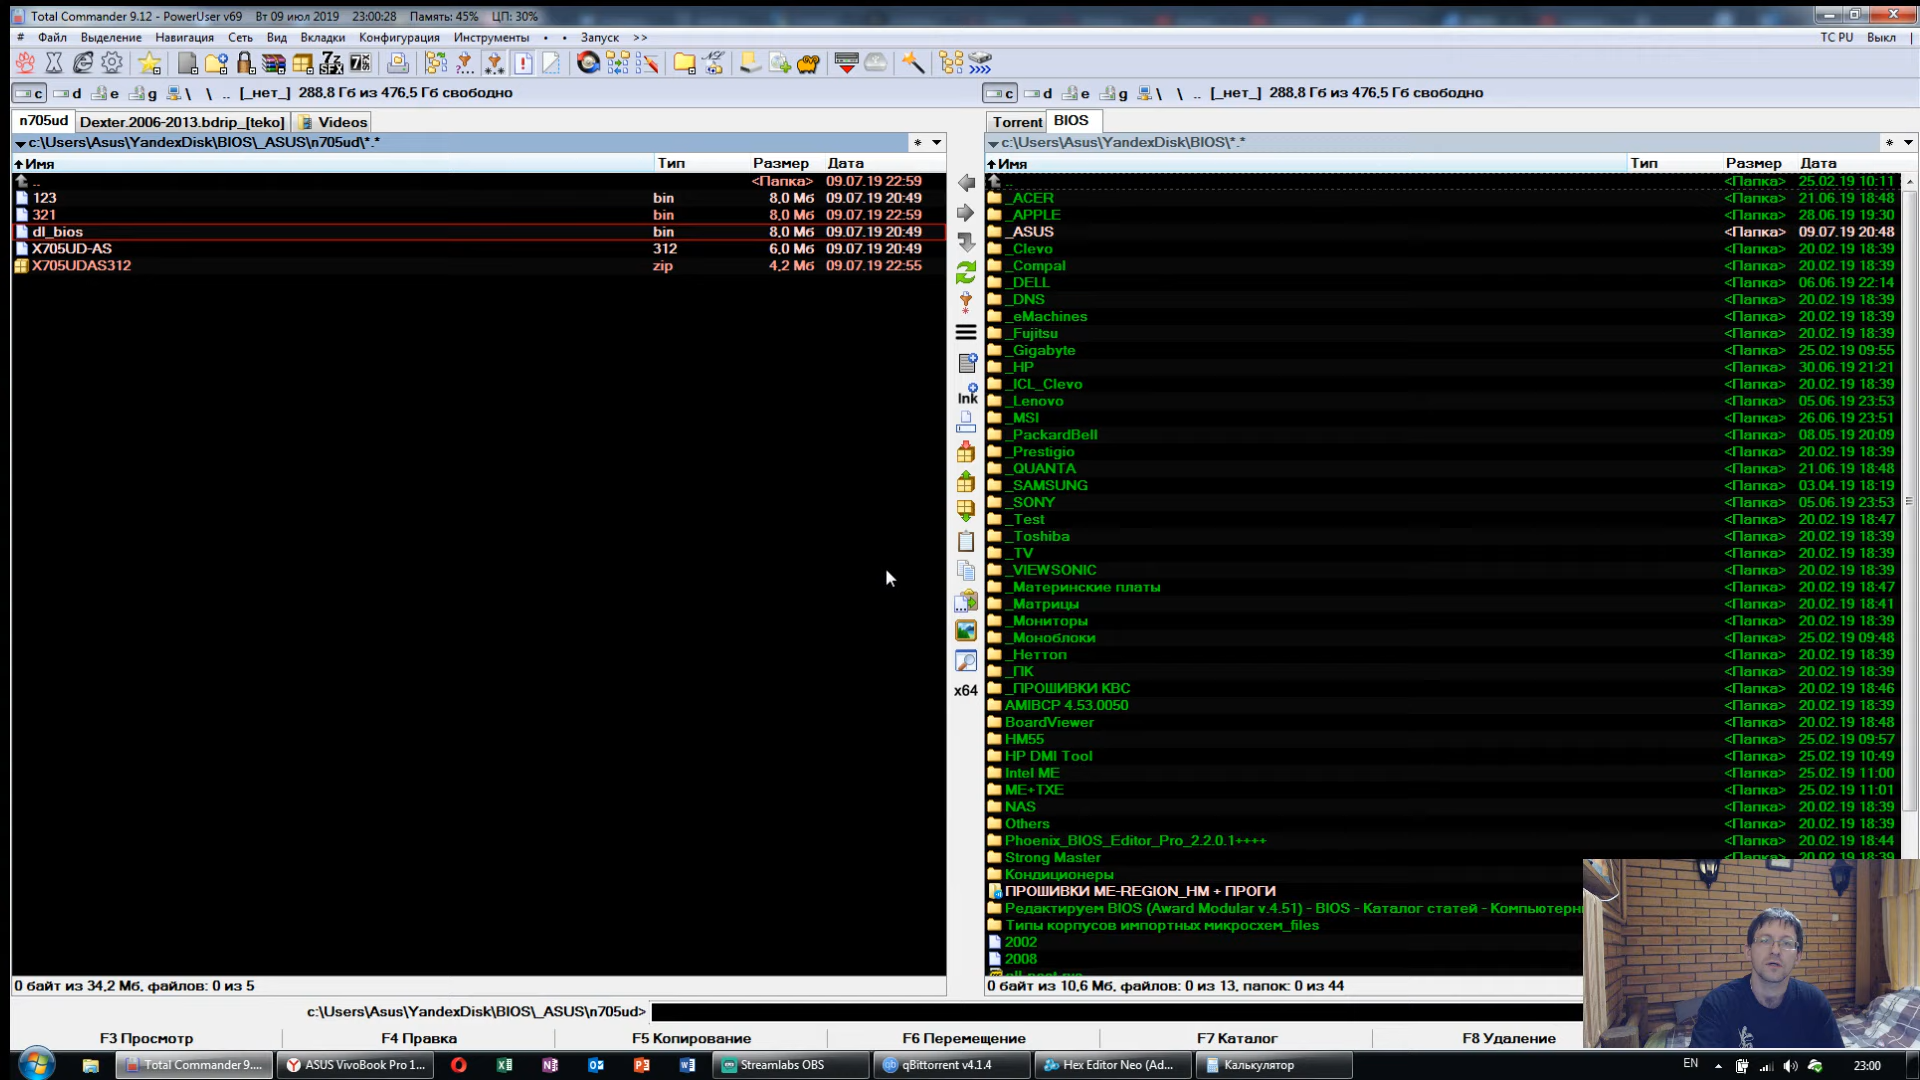 Total Commander 9.12 - PowerUser v69 Вт 09 июл 2019 23:00:28 Память: 45% ЦП: 30%
# Файл Выделение Навигация Сеть Вид Вкладки Конфигурация Инструменты • • Запуск >> TC PU Выкл
c d e g \ \ .. [_нет_] 288,8 Гб из 476,5 Гб свободно
n705ud Dexter.2006-2013.bdrip_[teko] Videos
c:\Users\Asus\YandexDisk\BIOS\_ASUS\n705ud\*.* * 
Имя Тип Размер Дата
.. <Папка> 09.07.19 22:59
123 bin 8,0 Мб 09.07.19 20:49
321 bin 8,0 Мб 09.07.19 22:59
dl_bios bin 8,0 Мб 09.07.19 20:49
X705UD-AS 312 6,0 Мб 09.07.19 20:49
X705UDAS312 zip 4,2 Мб 09.07.19 22:55
0 байт из 34,2 Мб, файлов: 0 из 5
lnk
x64
c d e g \ \ .. [_нет_] 288,8 Гб из 476,5 Гб свободно
Torrent BIOS
c:\Users\Asus\YandexDisk\BIOS\*.* *
Имя Тип Размер Дата
.. <Папка> 25.02.19 10:11
_ACER <Папка> 21.06.19 18:48
_APPLE <Папка> 28.06.19 19:30
_ASUS <Папка> 09.07.19 20:48
_Clevo <Папка> 20.02.19 18:39
_Compal <Папка> 20.02.19 18:39
_DELL <Папка> 06.06.19 22:14
_DNS <Папка> 20.02.19 18:39
_eMachines <Папка> 20.02.19 18:39
_Fujitsu <Папка> 20.02.19 18:39
_Gigabyte <Папка> 25.02.19 09:55
_HP <Папка> 30.06.19 21:21
_ICL_Clevo <Папка> 20.02.19 18:39
_Lenovo <Папка> 05.06.19 23:53
_MSI <Папка> 26.06.19 23:51
_PackardBell <Папка> 08.05.19 20:09
_Prestigio <Папка> 20.02.19 18:39
_QUANTA <Папка> 21.06.19 18:48
_SAMSUNG <Папка> 03.04.19 18:19
_SONY <Папка> 05.06.19 23:53
_Test <Папка> 20.02.19 18:47
_Toshiba <Папка> 20.02.19 18:39
_TV <Папка> 20.02.19 18:39
_VIEWSONIC <Папка> 20.02.19 18:39
_Материнские платы <Папка> 20.02.19 18:47
_Матрицы <Папка> 20.02.19 18:41
_Мониторы <Папка> 20.02.19 18:39
_Моноблоки <Папка> 25.02.19 09:48
_Неттоп <Папка> 20.02.19 18:39
_ПК <Папка> 20.02.19 18:39
_ПРОШИВКИ KBC <Папка> 20.02.19 18:46
AMIBCP 4.53.0050 <Папка> 20.02.19 18:39
BoardViewer <Папка> 20.02.19 18:48
HM55 <Папка> 25.02.19 09:57
HP DMI Tool <Папка> 25.02.19 10:49
Intel ME <Папка> 25.02.19 11:00
ME+TXE <Папка> 25.02.19 11:01
NAS <Папка> 20.02.19 18:39
Others <Папка> 20.02.19 18:39
Phoenix_BIOS_Editor_Pro_2.2.0.1++++ <Папка> 20.02.19 18:44
Strong Master <Папка> 20.02.19 18:39
Кондиционеры
ПРОШИВКИ ME-REGION_HM + ПРОГИ
Редактируем BIOS (Award Modular v.4.51) - BIOS - Каталог статей -
Типы корпусов импортных микросхем_files
2002
2008
0 байт из 10,6 Мб, файлов: 0 из 13, папок: 0 из 44
c:\Users\Asus\YandexDisk\BIOS\_ASUS\n705ud>
F3 Просмотр F4 Правка F5 Копирование F6 Перемещение F7 Каталог F8 Удаление
Total Commander 9.... ASUS VivoBook Pro 1... Streamlabs OBS qBittorrent v4.1.4 Hex Editor Neo (Ad... Калькулятор EN 23:00